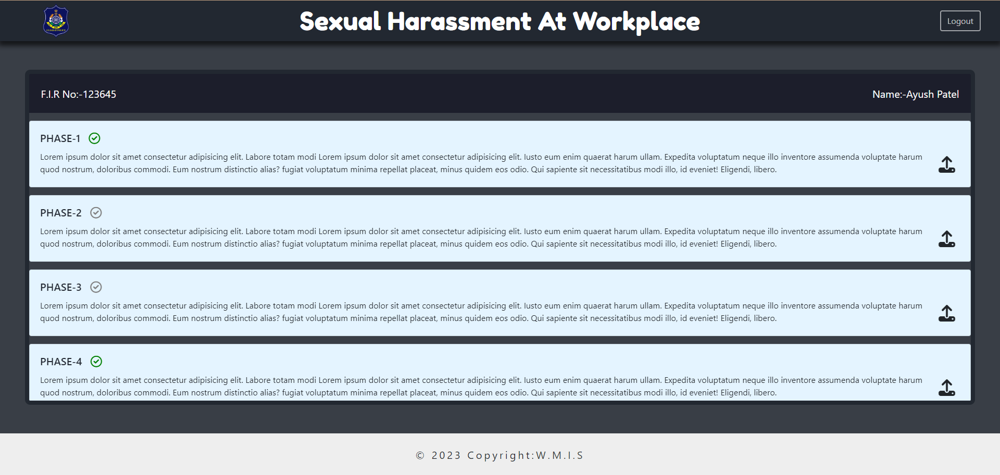 GUJARAT POLICE
Sexual Harassment At Workplace
Logout
F.I.R No:-123645
Name:-Ayush Patel
PHASE-1
Lorem ipsum dolor sit amet consectetur adipisicing elit. Labore totam modi Lorem ipsum dolor sit amet consectetur adipisicing elit. Iusto eum enim quaerat harum ullam. Expedita voluptatum neque illo inventore assumenda voluptate harum
quod nostrum, doloribus commodi. Eum nostrum distinctio alias? fugiat voluptatum minima repellat placeat, minus quidem eos odio. Qui sapiente sit necessitatibus modi illo, id eveniet! Eligendi, libero.
PHASE-2
Lorem ipsum dolor sit amet consectetur adipisicing elit. Labore totam modi Lorem ipsum dolor sit amet consectetur adipisicing elit. Iusto eum enim quaerat harum ullam. Expedita voluptatum neque illo inventore assumenda voluptate harum
quod nostrum, doloribus commodi. Eum nostrum distinctio alias? fugiat voluptatum minima repellat placeat, minus quidem eos odio. Qui sapiente sit necessitatibus modi illo, id eveniet! Eligendi, libero.
PHASE-3
Lorem ipsum dolor sit amet consectetur adipisicing elit. Labore totam modi Lorem ipsum dolor sit amet consectetur adipisicing elit. Iusto eum enim quaerat harum ullam. Expedita voluptatum neque illo inventore assumenda voluptate harum
quod nostrum, doloribus commodi. Eum nostrum distinctio alias? fugiat voluptatum minima repellat placeat, minus quidem eos odio. Qui sapiente sit necessitatibus modi illo, id eveniet! Eligendi, libero.
PHASE-4
Lorem ipsum dolor sit amet consectetur adipisicing elit. Labore totam modi Lorem ipsum dolor sit amet consectetur adipisicing elit. Iusto eum enim quaerat harum ullam. Expedita voluptatum neque illo inventore assumenda voluptate harum
quod nostrum, doloribus commodi. Eum nostrum distinctio alias? fugiat voluptatum minima repellat placeat, minus quidem eos odio. Qui sapiente sit necessitatibus modi illo, id eveniet! Eligendi, libero.
© 2023 Copyright:W.M.I.S